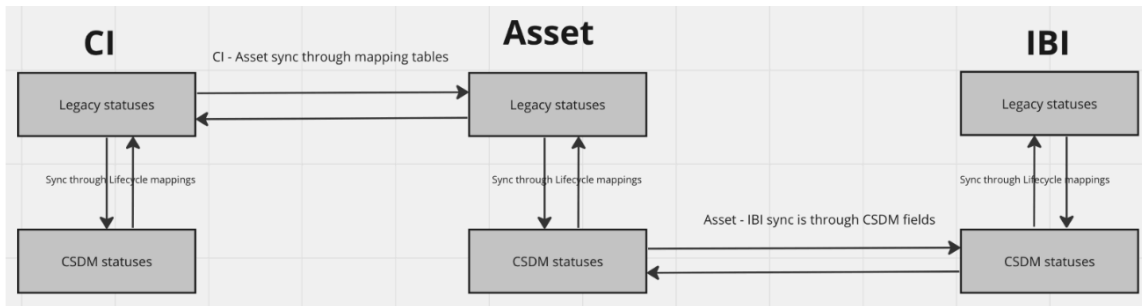 CI
Asset
IBI
CI - Asset sync through mapping tables
Legacy statuses
Legacy statuses
Legacy statuses
Sync through Lifecycle mappings
Sync through Lifecycle mappings
Sync through Lifecycle mappings
Asset - IBI sync is through CSDM fields
CSDM statuses
CSDM statuses
CSDM statuses